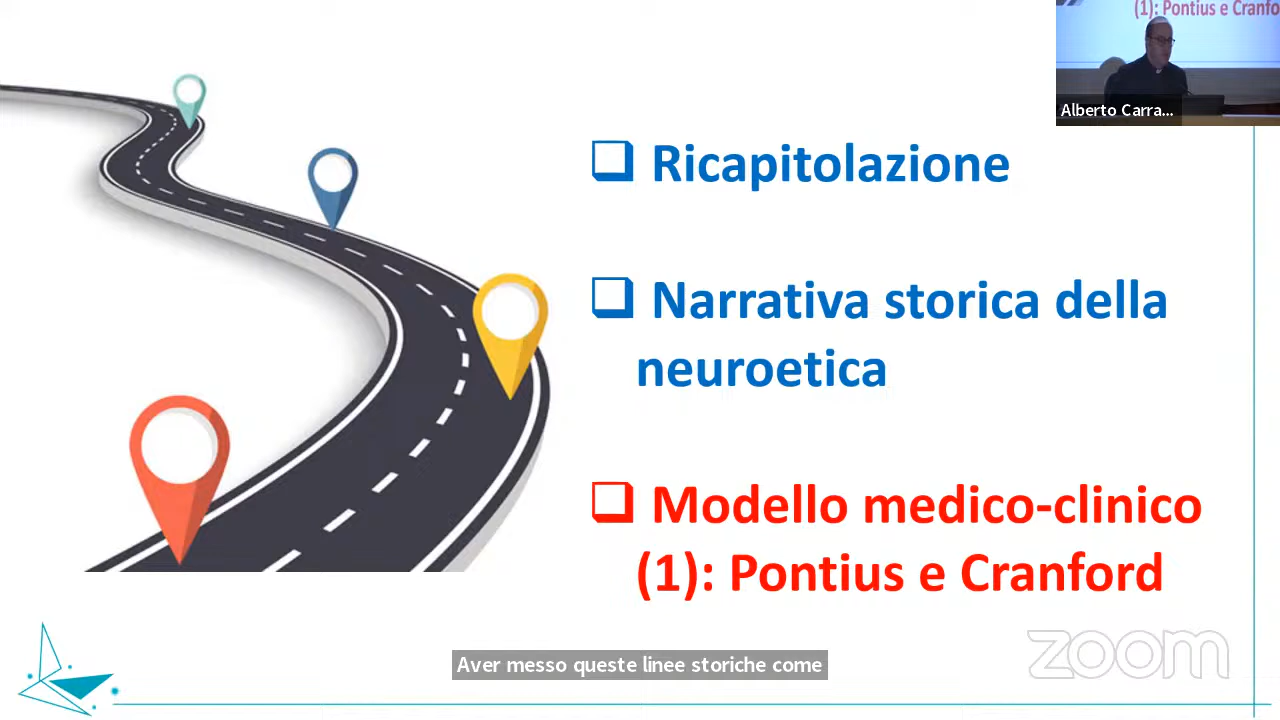 (1): Pontius e Cranfo
Alberto Carra...
❑ Ricapitolazione
❑ Narrativa storica della
neuroetica
❑ Modello medico-clinico
(1): Pontius e Cranford
zoom
Aver messo queste linee storiche come